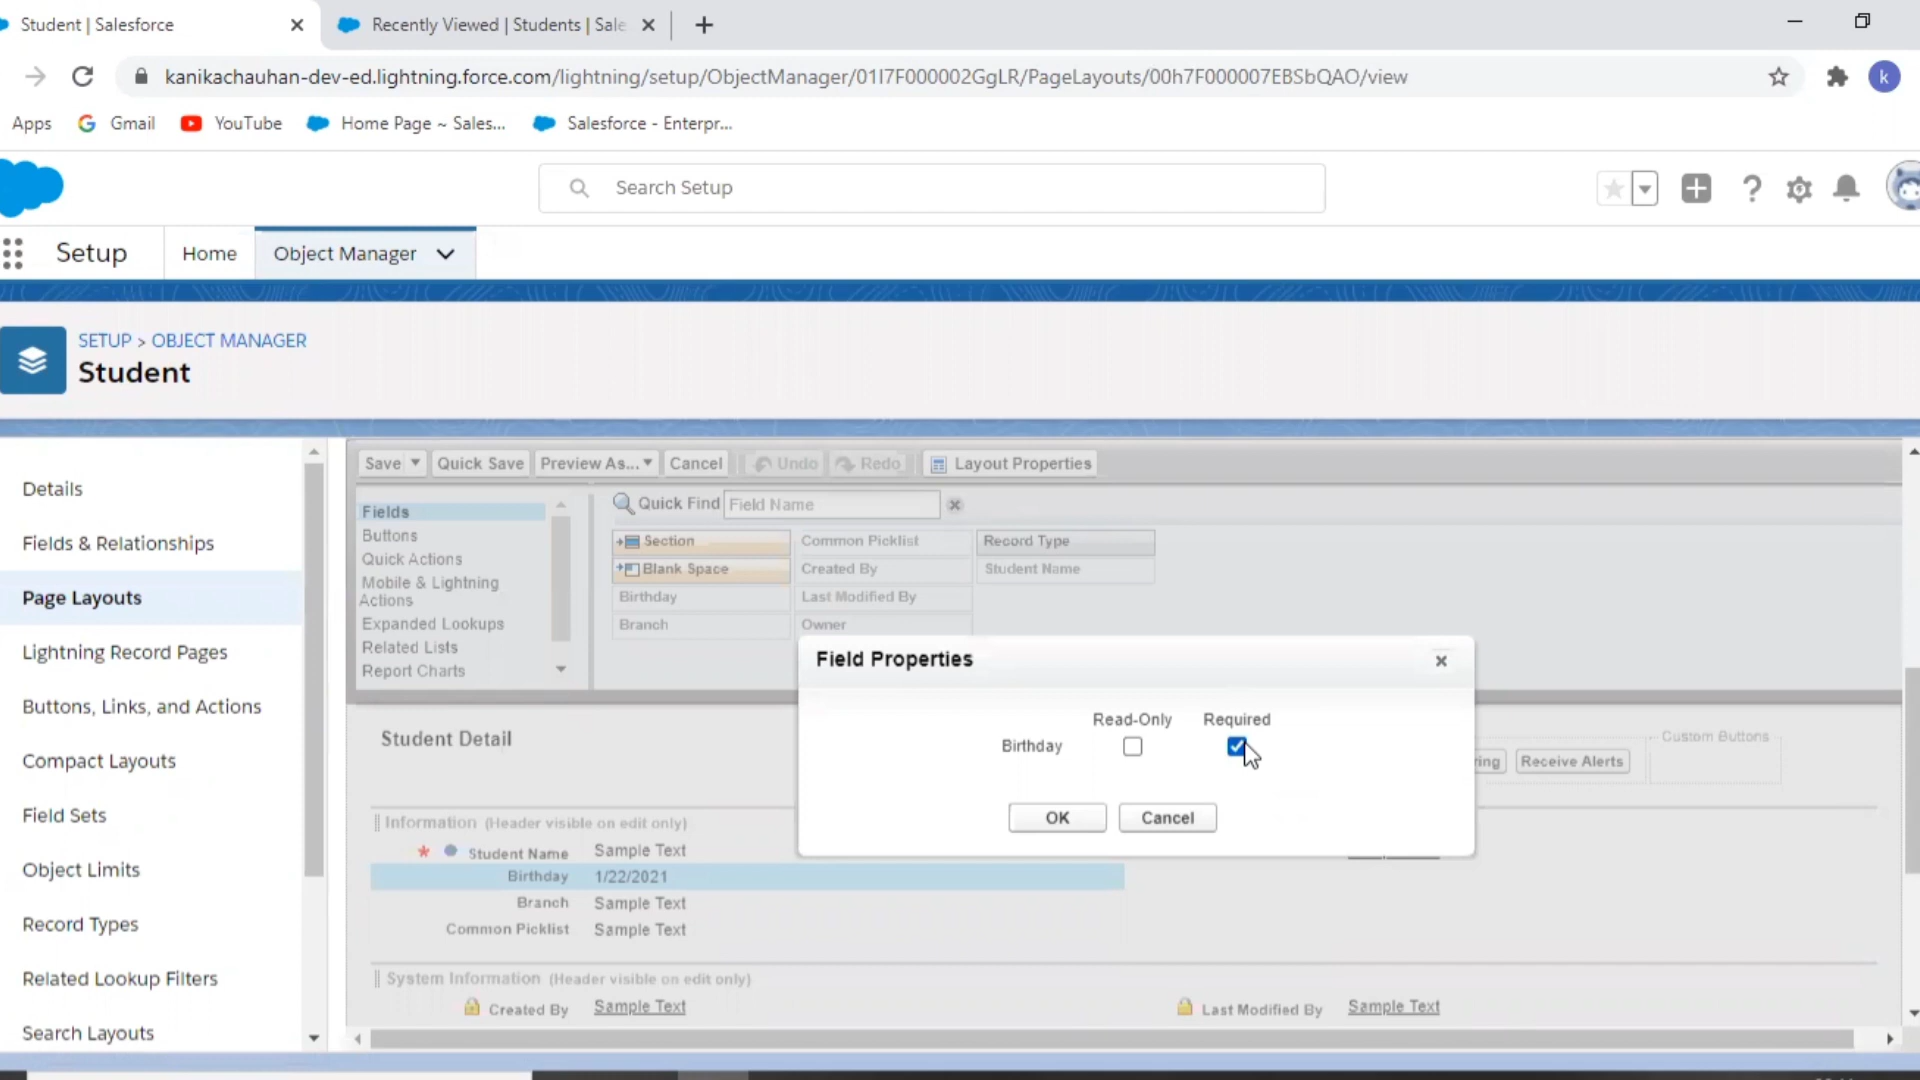 Student | Salesforce
Recently Viewed | Students | Sale
kanikachauhan-dev-ed.lightning.force.com/lightning/setup/ObjectManager/01I7F000002GgLR/PageLayouts/00h7F000007EBSbQAO/view
k
Apps
Gmail
YouTube
Home Page ~ Sales...
Salesforce - Enterpr...
Search Setup
Setup
Home
Object Manager
SETUP > OBJECT MANAGER
Student
Details
Fields & Relationships
Page Layouts
Lightning Record Pages
Buttons, Links, and Actions
Compact Layouts
Field Sets
Object Limits
Record Types
Related Lookup Filters
Search Layouts
Save
Quick Save
Preview As...
Cancel
Undo
Redo
Layout Properties
Fields
Buttons
Quick Actions
Mobile & Lightning
Actions
Expanded Lookups
Related Lists
Report Charts
Quick Find
Field Name
Section
Common Picklist
Record Type
Blank Space
Created By
Student Name
Birthday
Last Modified By
Branch
Owner
Field Properties
Read-Only
Required
Birthday
OK
Cancel
Student Detail
ring
Receive Alerts
Custom Buttons
Information (Header visible on edit only)
* Student Name Sample Text
Birthday 1/22/2021
Branch Sample Text
Common Picklist Sample Text
System Information (Header visible on edit only)
Created By Sample Text
Last Modified By Sample Text